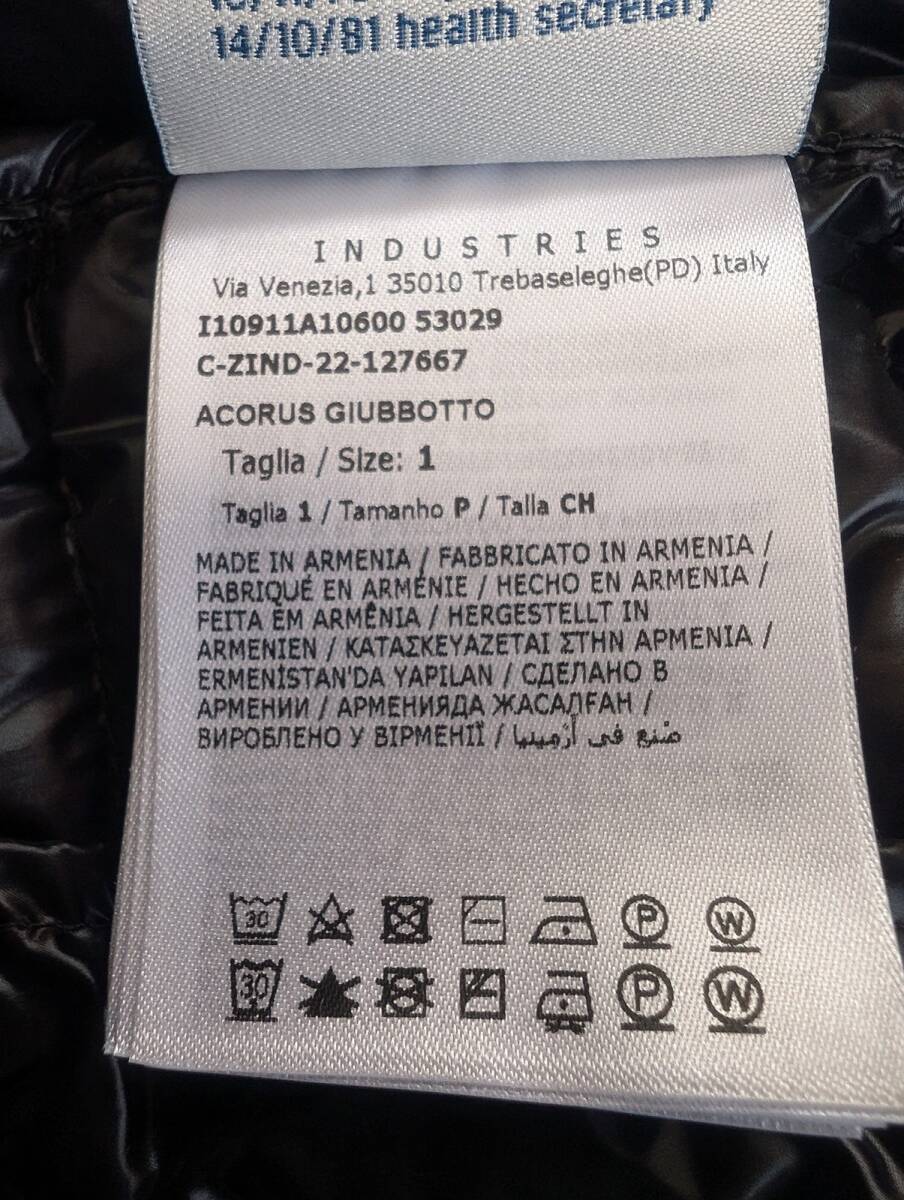 14/10/81 health secretary
INDUSTRIES
Via Venezia,1 35010 Trebaseleghe(PD) Italy
I10911A10600 53029
C-ZIND-22-127667
ACORUS GIUBBOTTO
Taglia / Size: 1
Taglia 1 / Tamanho P / Talla CH
MADE IN ARMENIA / FABBRICATO IN ARMENIA /
FABRIQUÉ EN ARMÉNIE / HECHO EN ARMENIA /
FEITA EM ARMÊNIA / HERGESTELLT IN
ARMENIEN / ΚΑΤΑΣΚΕΥΑΖΕΤΑΙ ΣΤΗΝ ΑΡΜΕΝΙΑ /
ERMENİSTAN'DA YAPILAN / СДЕЛАНО В
АРМЕНИИ / АРМЕНИЯДА ЖАСАЛҒАН /
ВИРОБЛЕНО У ВІРМЕНІЇ / صنع في أرمينيا
30 P W
30 P W